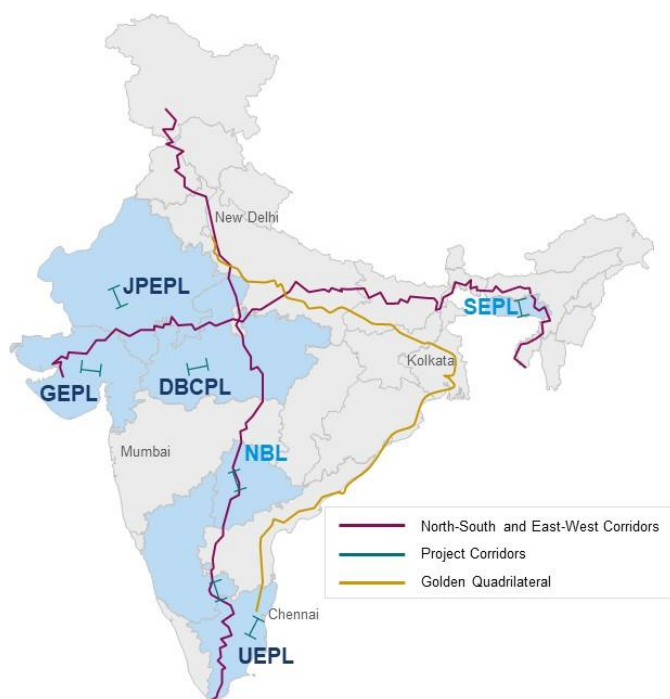 New Delhi
JPEPL
SEPL
Kolkata
GEPL
DBCPL
Mumbai
NBL
North-South and East-West Corridors
Project Corridors
Golden Quadrilateral
Chennai
UEPL